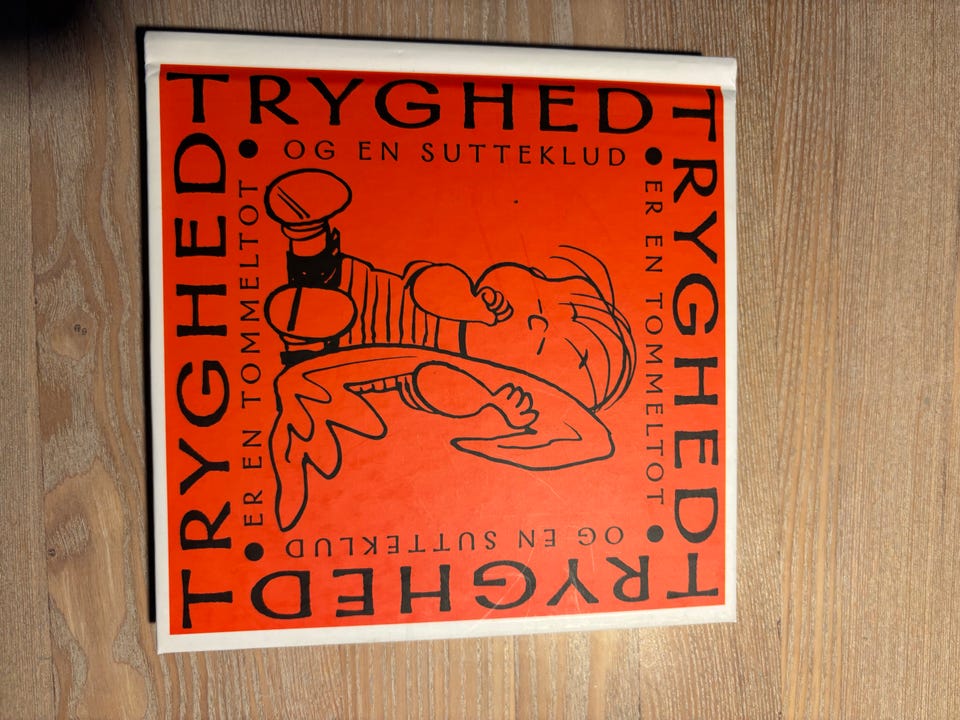 TRYGHED
ER EN TOMMELTOT
TRYGHED
OG EN SUTTEKLUD
TRYGHED
ER EN TOMMELTOT
TRYGHED
OG EN SUTTEKLUD